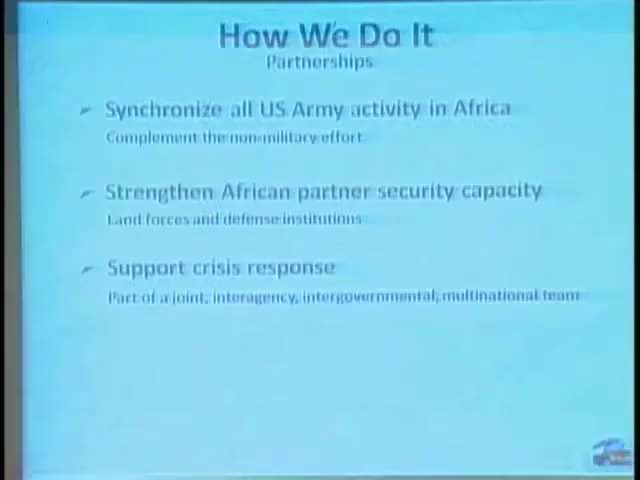 How We Do It
Partnerships
Synchronize all US Army activity in Africa
Complement the non-military effort
Strengthen African partner security capacity
Land forces and defense institutions
Support crisis response
Part of a joint, interagency, intergovernmental, multinational team